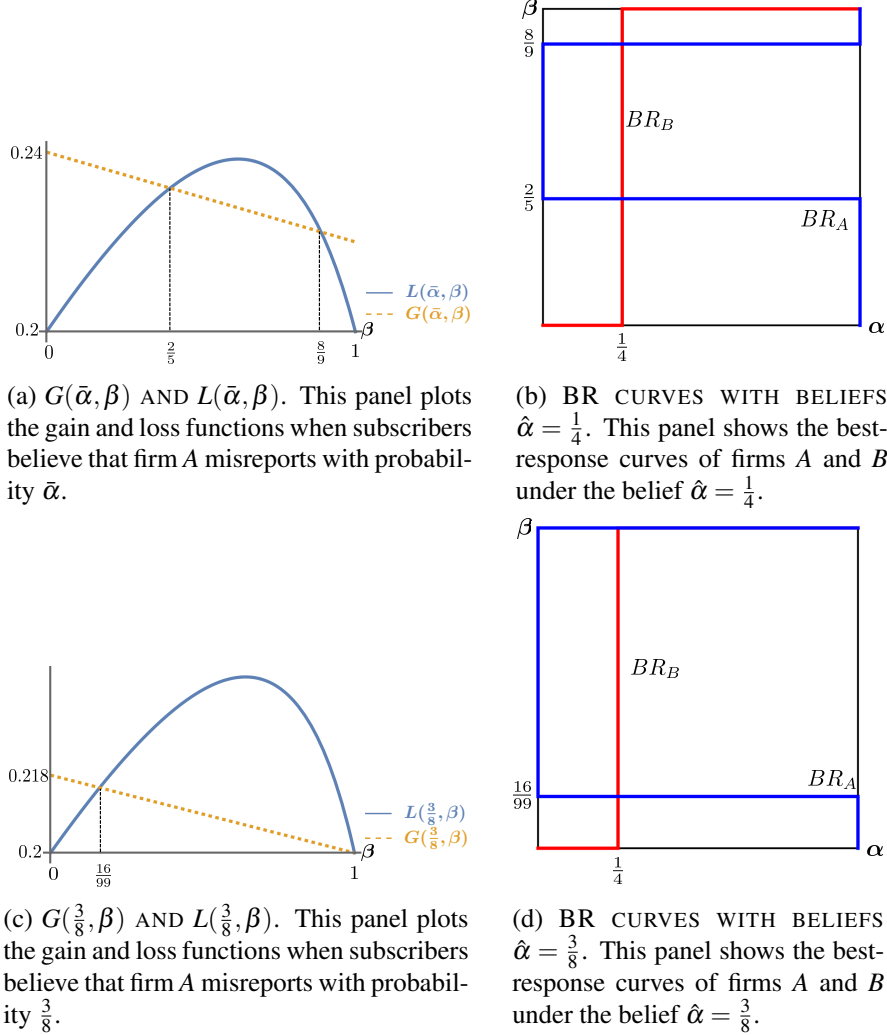 0.24
0.2
0
2/5
8/9
1
β
L(ᾱ, β)
G(ᾱ, β)
β
8/9
2/5
BR_B
BR_A
1/4
α
(a) G(ᾱ, β) AND L(ᾱ, β). This panel plots
the gain and loss functions when subscribers
believe that firm A misreports with probabil-
ity ᾱ.
(b) BR CURVES WITH BELIEFS
α̂ = 1/4. This panel shows the best-
response curves of firms A and B
under the belief α̂ = 1/4.
0.218
0.2
0
16/99
1
β
L(3/8, β)
G(3/8, β)
β
16/99
BR_B
BR_A
1/4
α
(c) G(3/8, β) AND L(3/8, β). This panel plots
the gain and loss functions when subscribers
believe that firm A misreports with probabil-
ity 3/8.
(d) BR CURVES WITH BELIEFS
α̂ = 3/8. This panel shows the best-
response curves of firms A and B
under the belief α̂ = 3/8.